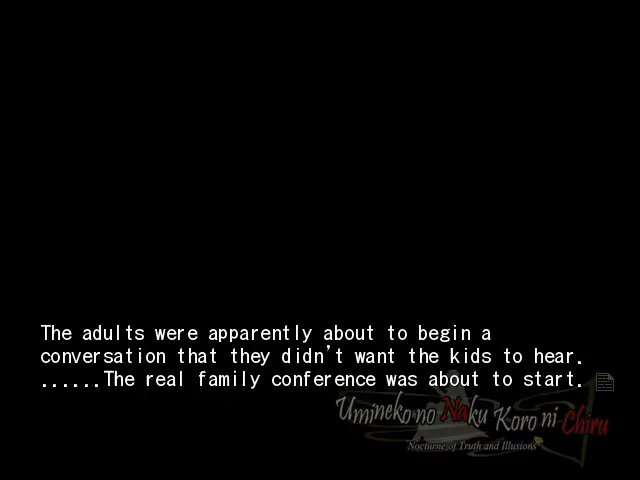 The adults were apparently about to begin a
conversation that they didn't want the kids to hear.
......The real family conference was about to start.
Umineko no Naku Koro ni Chiru
Nocturne of Truth and Illusions